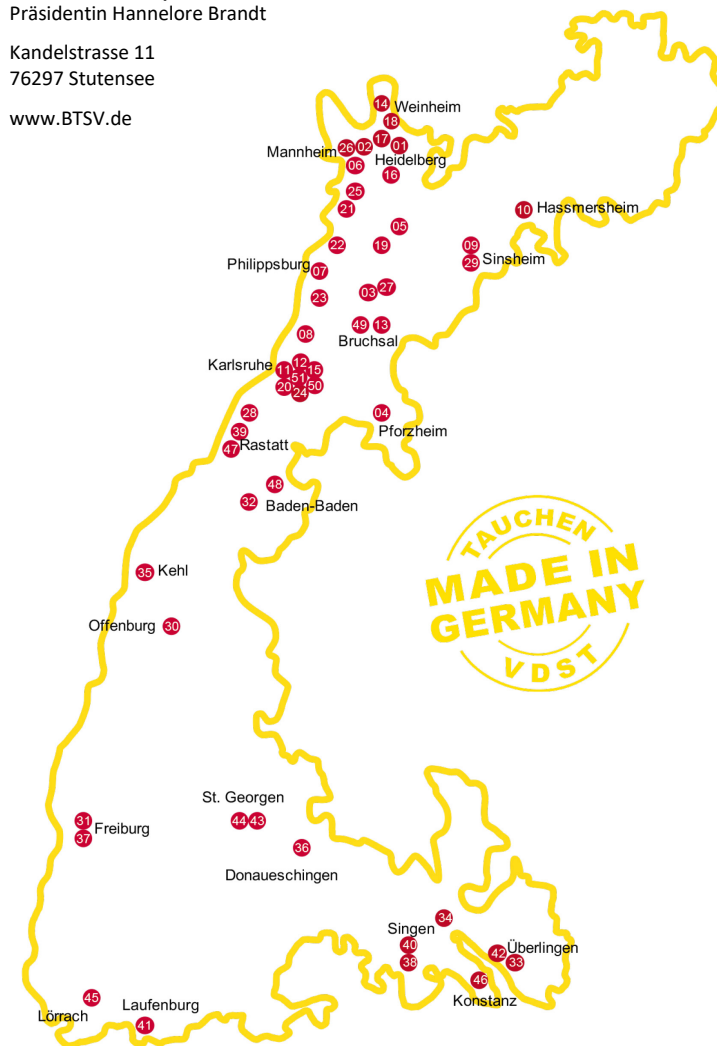 Präsidentin Hannelore Brandt
Kandelstrasse 11
76297 Stutensee
www.BTSV.de
14
Weinheim
18
17
Mannheim 26 02 01
Heidelberg
06
16
25
21
10 Hassmersheim
05
22 19 09
29 Sinsheim
Philippsburg
07
03 27
23
49 13
Bruchsal
08
Karlsruhe 12
11 15
51
20 50
24
28 04
Pforzheim
39
Rastatt
47
48
32 Baden-Baden
TAUCHEN
MADE IN
GERMANY
VDST
35 Kehl
Offenburg 30
St. Georgen
31 44 43
Freiburg
37
36
Donaueschingen
34
Singen
40
42 Überlingen
38 33
46
Konstanz
45
Lörrach
Laufenburg
41